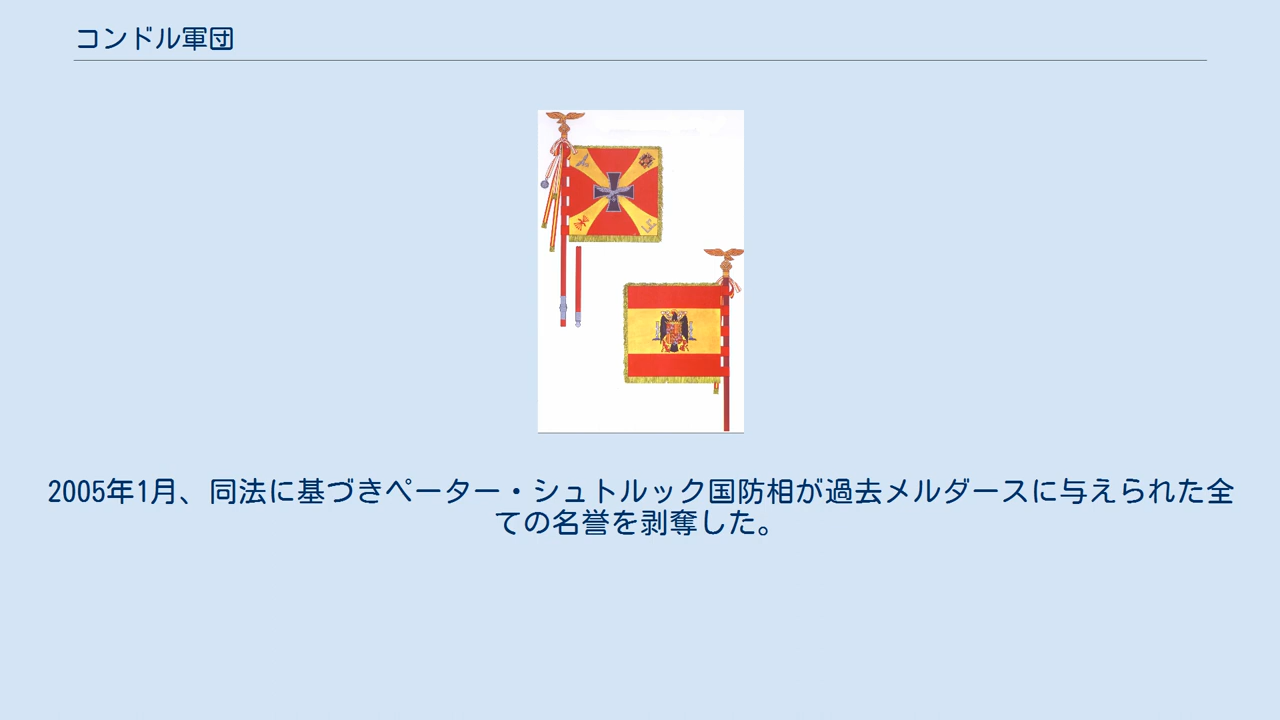 コンドル軍団
2005年1月、同法に基づきペーター・シュトルック国防相が過去メルダースに与えられた全
ての名誉を剥奪した。